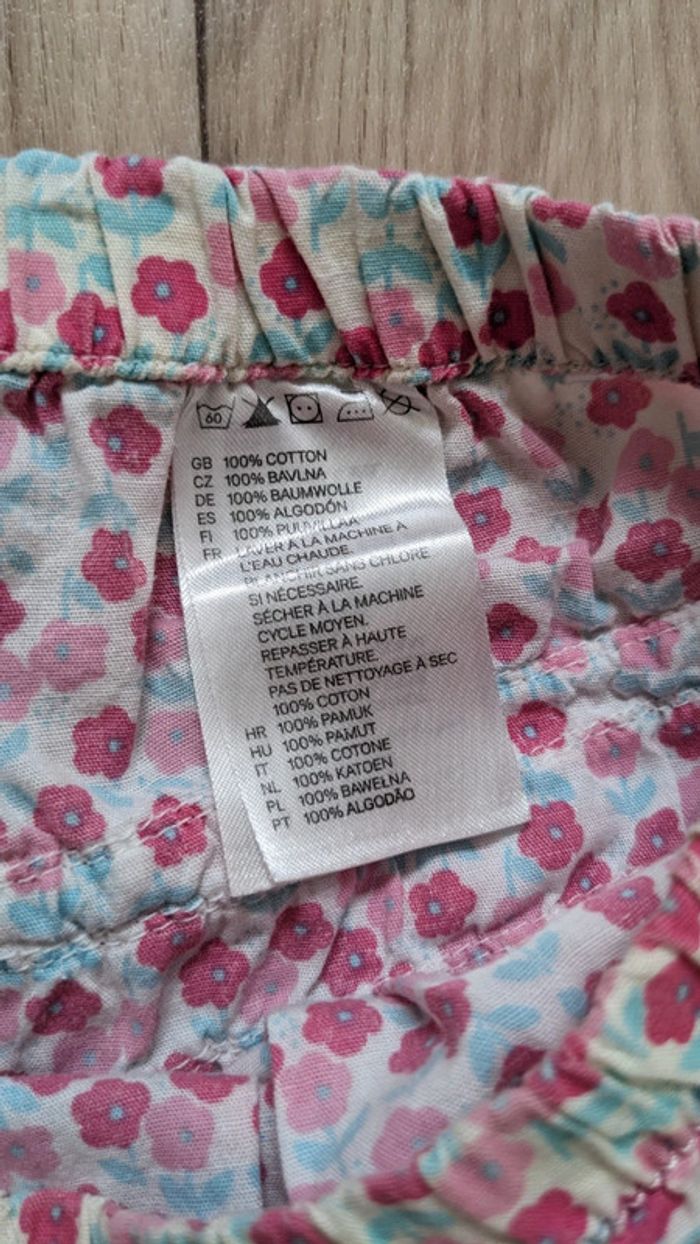 60
GB 100% COTTON
CZ 100% BAVLNA
DE 100% BAUMWOLLE
ES 100% ALGODÓN
FI 100% PUUVILLAA
FR LAVER À LA MACHINE À
L'EAU CHAUDE.
BLANCHIR SANS CHLORE
SI NÉCESSAIRE.
SÉCHER À LA MACHINE
CYCLE MOYEN.
REPASSER À HAUTE
TEMPÉRATURE.
PAS DE NETTOYAGE À SEC
100% COTON
HR 100% PAMUK
HU 100% PAMUT
IT 100% COTONE
NL 100% KATOEN
PL 100% BAWEŁNA
PT 100% ALGODÃO